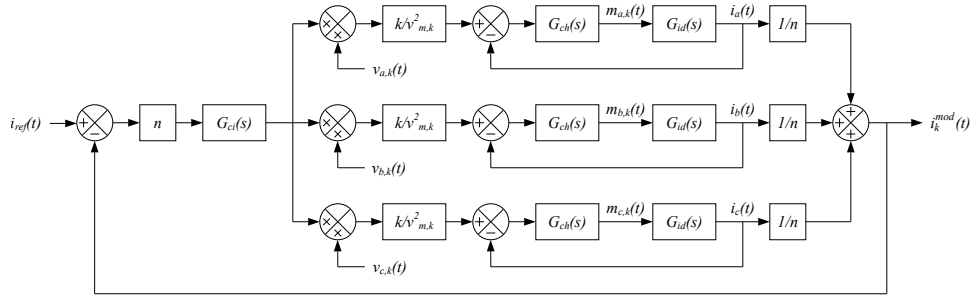 m_{a,k}(t) i_a(t)
× × k/v²_{m,k} + − G_{ch}(s) G_{id}(s) 1/n
v_{a,k}(t)
m_{b,k}(t) i_b(t)
i_{ref}(t) + − n G_{ci}(s) × × k/v²_{m,k} + − G_{ch}(s) G_{id}(s) 1/n + + + i_k^{mod}(t)
v_{b,k}(t)
m_{c,k}(t) i_c(t)
× × k/v²_{m,k} + − G_{ch}(s) G_{id}(s) 1/n
v_{c,k}(t)